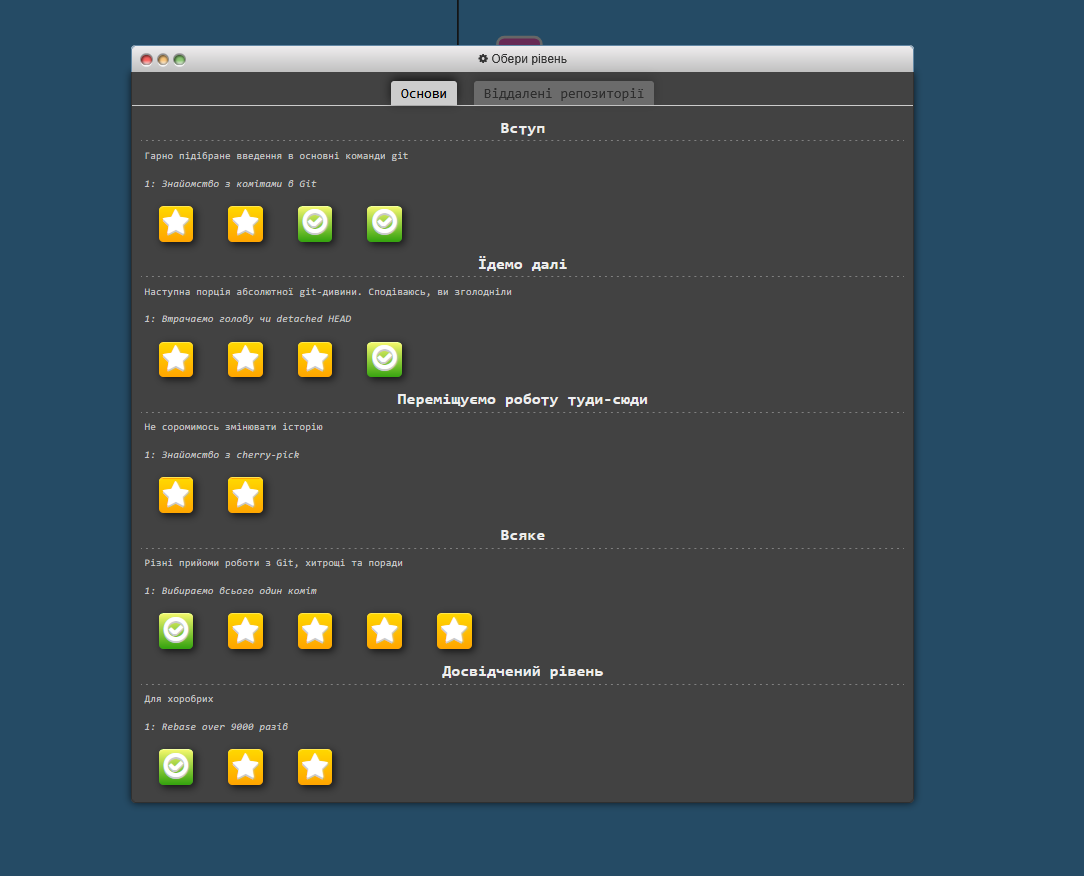 Обери рівень
Основи
Віддалені репозиторії
Вступ
Гарно підібране введення в основні команди git
1: Знайомство з комітами в Git
Їдемо далі
Наступна порція абсолютної git-дивини. Сподіваюсь, ви зголодніли
1: Втрачаємо голову чи detached HEAD
Переміщуємо роботу туди-сюди
Не соромимось змінювати історію
1: Знайомство з cherry-pick
Всяке
Різні прийоми роботи з Git, хитрощі та поради
1: Вибираємо всього один коміт
Досвідчений рівень
Для хоробрих
1: Rebase over 9000 разів